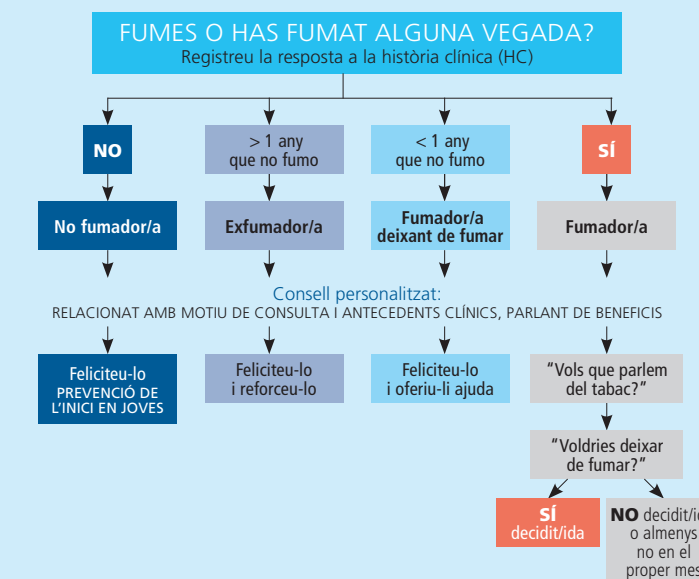 FUMES O HAS FUMAT ALGUNA VEGADA?
Registreu la resposta a la història clínica (HC)
NO
> 1 any
que no fumo
< 1 any
que no fumo
SÍ
No fumador/a
Exfumador/a
Fumador/a
deixant de fumar
Fumador/a
Consell personalitzat:
RELACIONAT AMB MOTIU DE CONSULTA I ANTECEDENTS CLÍNICS, PARLANT DE BENEFICIS
Feliciteu-lo
PREVENCIÓ DE
L'INICI EN JOVES
Feliciteu-lo
i reforceu-lo
Feliciteu-lo
i oferiu-li ajuda
"Vols que parlem
del tabac?"
"Voldries deixar
de fumar?"
SÍ
decidit/ida
NO
o almenys
no en el
proper mes